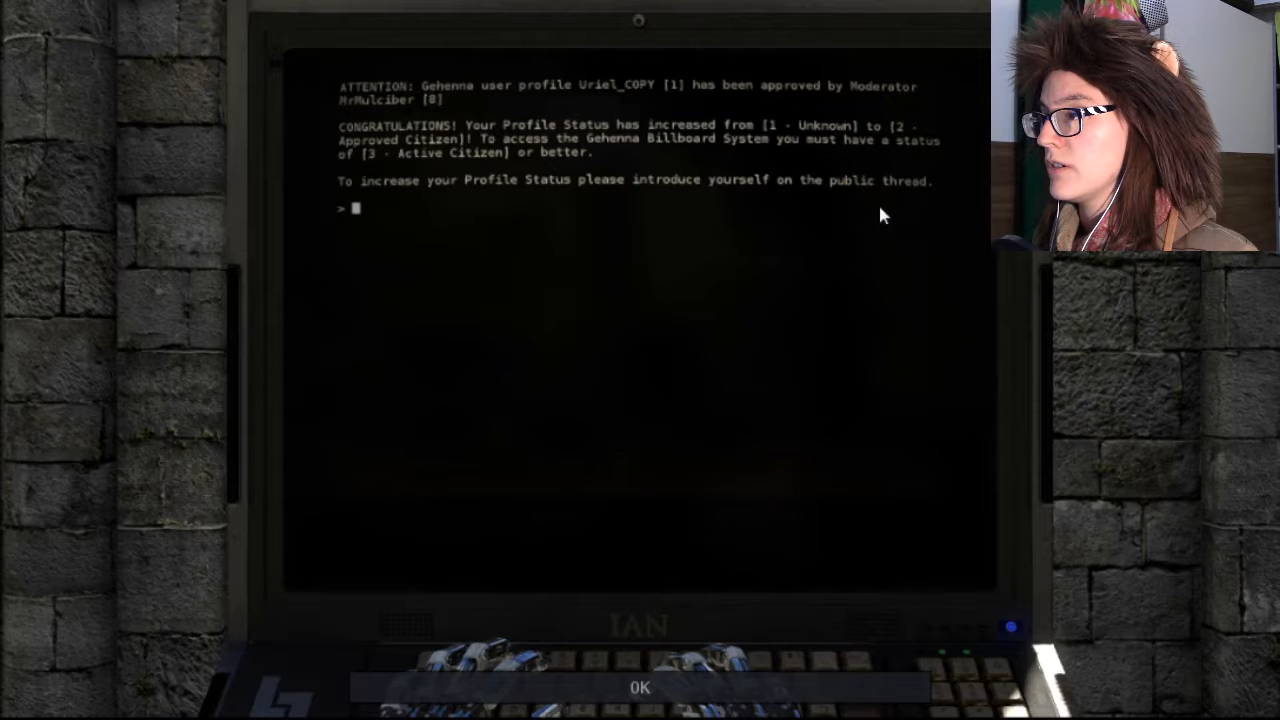 ATTENTION: Gehenna user profile Uriel_COPY [1] has been approved by Moderator
MrMulciber [8]
CONGRATULATIONS! Your Profile Status has increased from [1 - Unknown] to [2 -
Approved Citizen]! To access the Gehenna Billboard System you must have a status
of [3 - Active Citizen] or better.
To increase your Profile Status please introduce yourself on the public thread.
>
IAN
OK